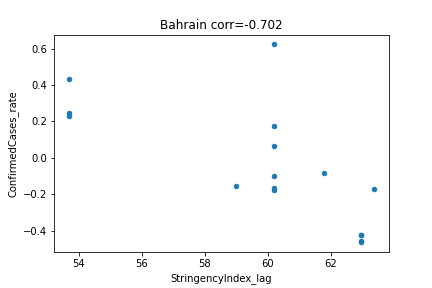 Bahrain corr=-0.702
ConfirmedCases_rate
0.6
0.4
0.2
0.0
−0.2
−0.4
54 56 58 60 62
StringencyIndex_lag